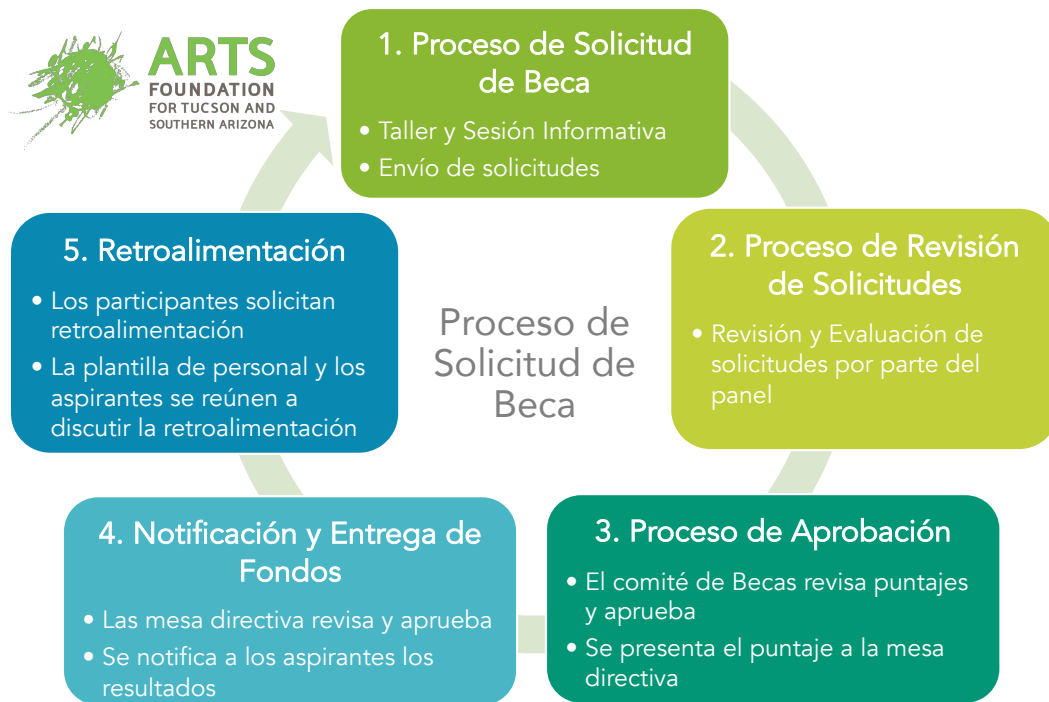 ARTS
FOUNDATION
FOR TUCSON AND
SOUTHERN ARIZONA
1. Proceso de Solicitud
de Beca
• Taller y Sesión Informativa
• Envío de solicitudes
2. Proceso de Revisión
de Solicitudes
• Revisión y Evaluación de
solicitudes por parte del
panel
3. Proceso de Aprobación
• El comité de Becas revisa puntajes
y aprueba
• Se presenta el puntaje a la mesa
directiva
4. Notificación y Entrega de
Fondos
• Las mesa directiva revisa y aprueba
• Se notifica a los aspirantes los
resultados
5. Retroalimentación
• Los participantes solicitan
retroalimentación
• La plantilla de personal y los
aspirantes se reúnen a
discutir la retroalimentación
Proceso de
Solicitud de
Beca